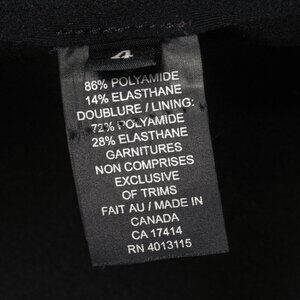 4
86% POLYAMIDE
14% ELASTHANE
DOUBLURE / LINING:
72% POLYAMIDE
28% ELASTHANE
GARNITURES
NON COMPRISES
EXCLUSIVE
OF TRIMS
FAIT AU / MADE IN
CANADA
CA 17414
RN 4013115